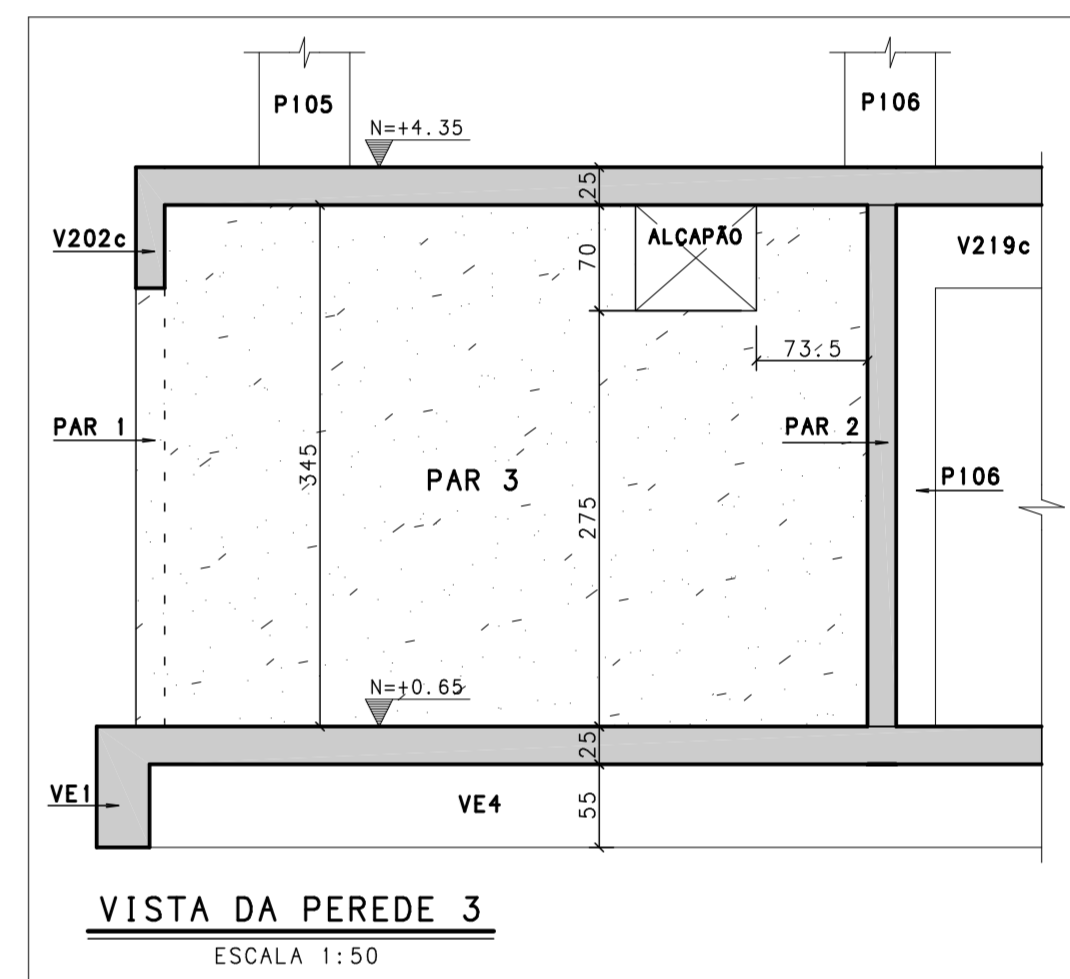 P105
P106
N=+4.35
25
V202c
ALÇAPÃO
V219c
70
73.5
PAR 1
PAR 2
345
PAR 3
P106
275
N=+0.65
25
VE1
VE4
55
VISTA DA PEREDE 3
ESCALA 1:50